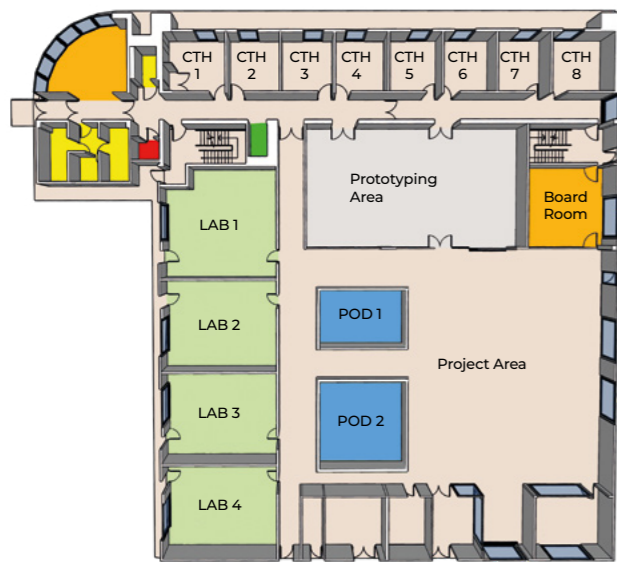 CTH
1
CTH
2
CTH
3
CTH
4
CTH
5
CTH
6
CTH
7
CTH
8
Prototyping
Area
Board
Room
LAB 1
LAB 2
LAB 3
LAB 4
POD 1
POD 2
Project Area